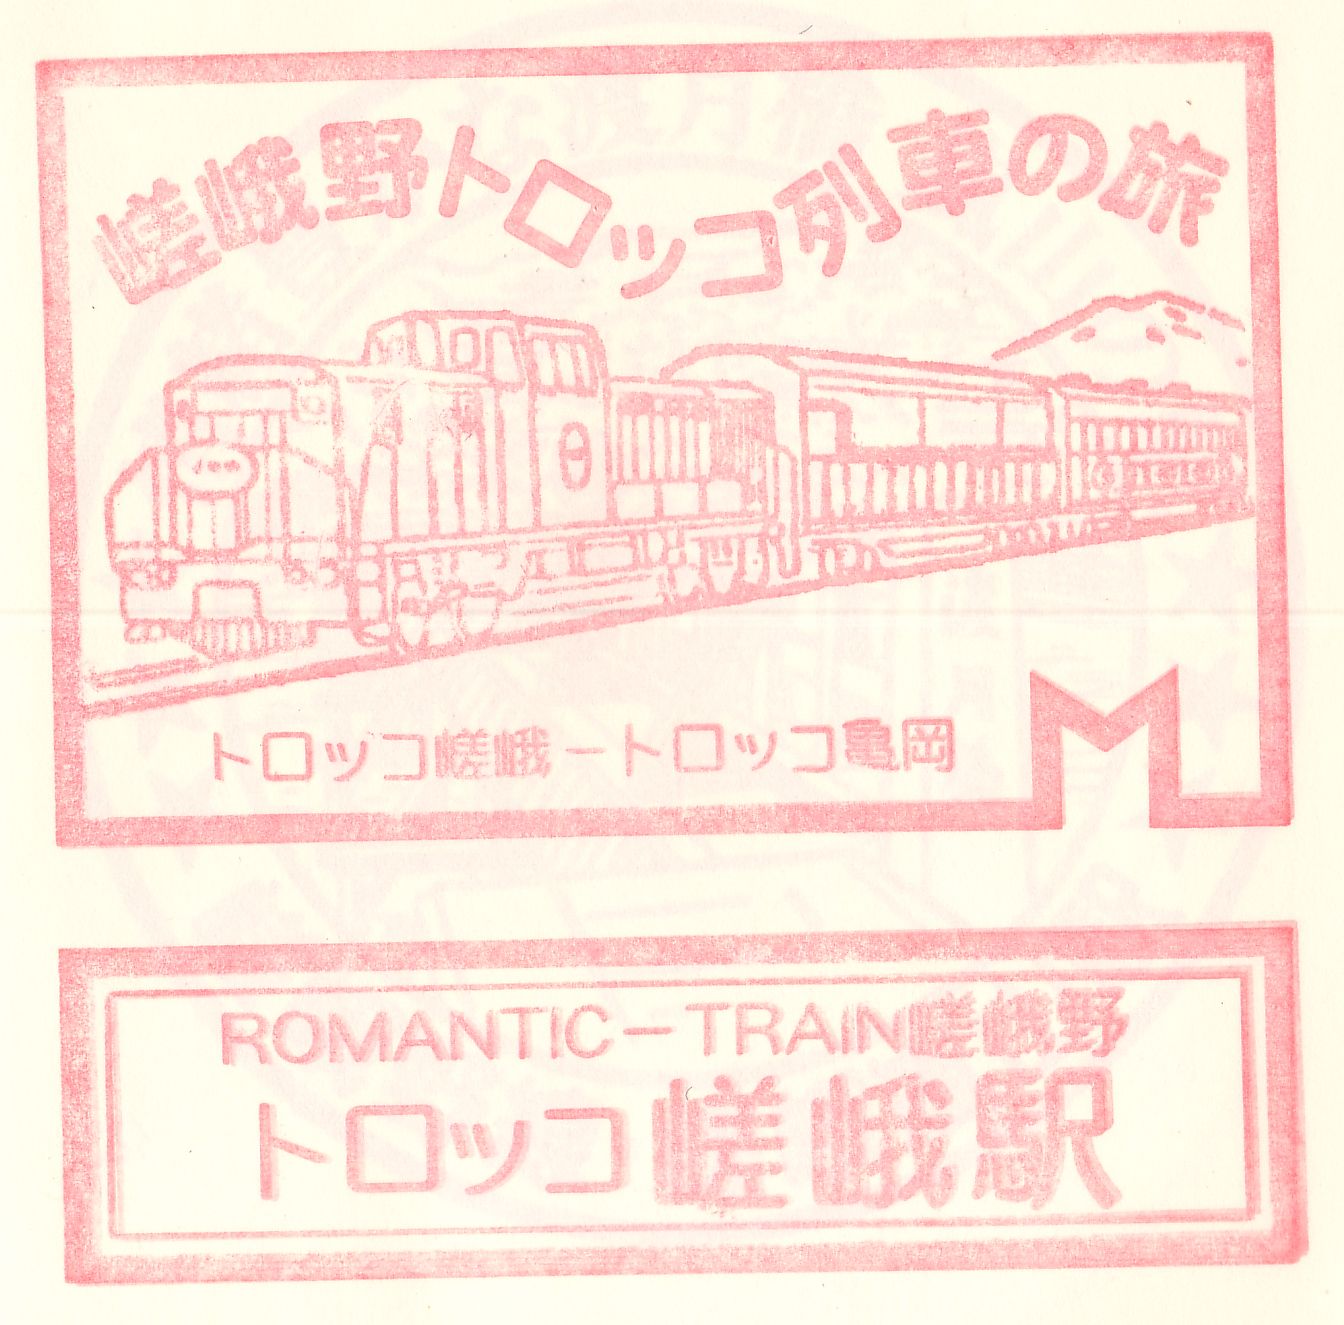 嵯峨野トロッコ列車の旅
トロッコ嵯峨ートロッコ亀岡
M
ROMANTIC-TRAIN嵯峨野
トロッコ嵯峨駅